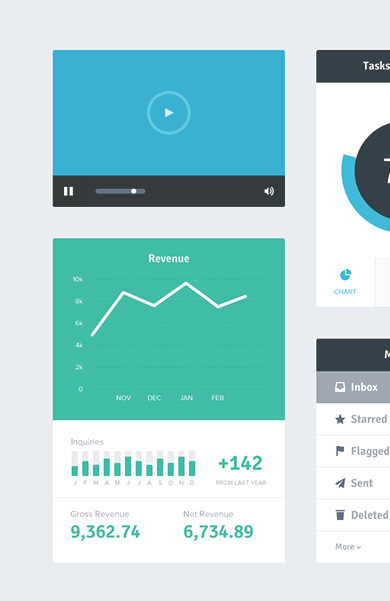 Tasks
Revenue
10k
8k
6k
4k
2k
0
NOV DEC JAN FEB
Inquiries
J F M A M J J A S O N D
+142
FROM LAST YEAR
Gross Revenue
9,362.74
Net Revenue
6,734.89
7
CHART
M
Inbox
Starred
Flagged
Sent
Deleted
More